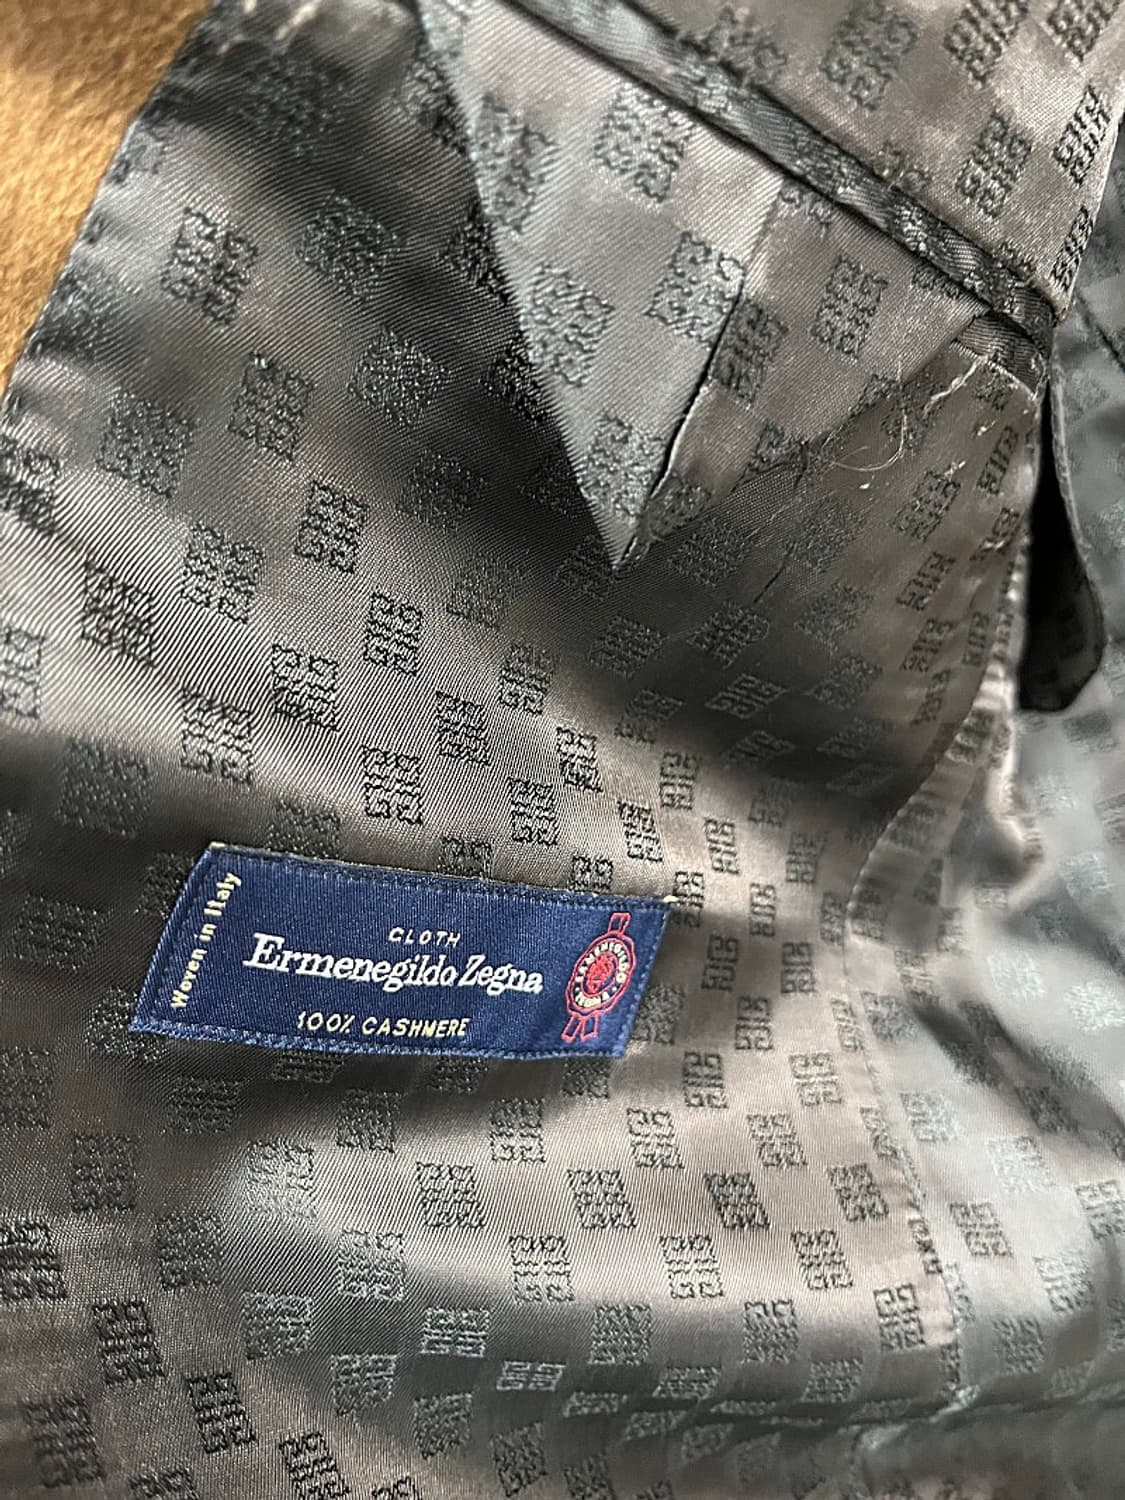 Woven in Italy
CLOTH
Ermenegildo Zegna
100% CASHMERE